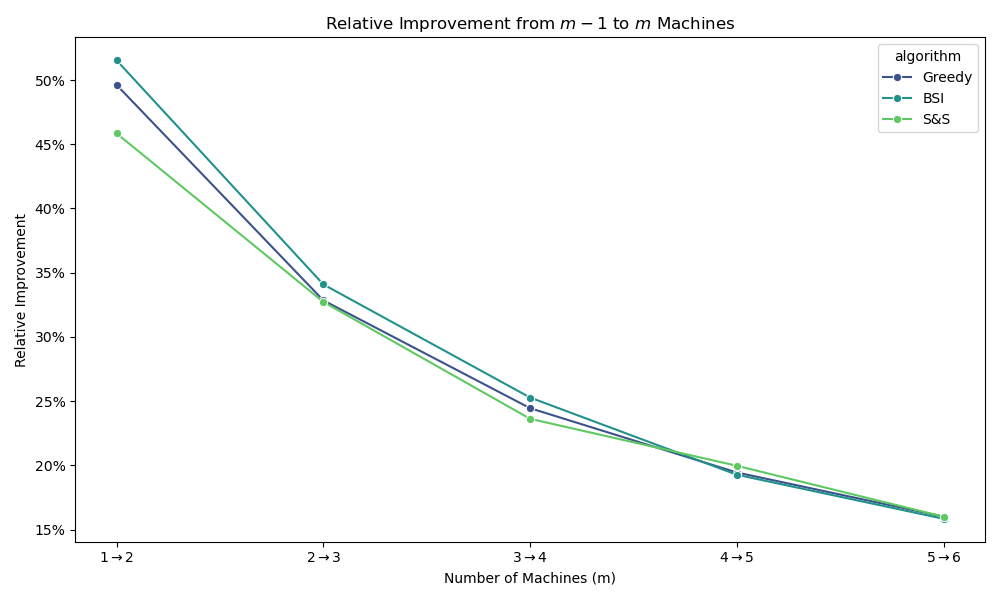 Relative Improvement from m − 1 to m Machines
algorithm
Greedy
BSI
S&S
Relative Improvement
50%
45%
40%
35%
30%
25%
20%
15%
1→2
2→3
3→4
4→5
5→6
Number of Machines (m)